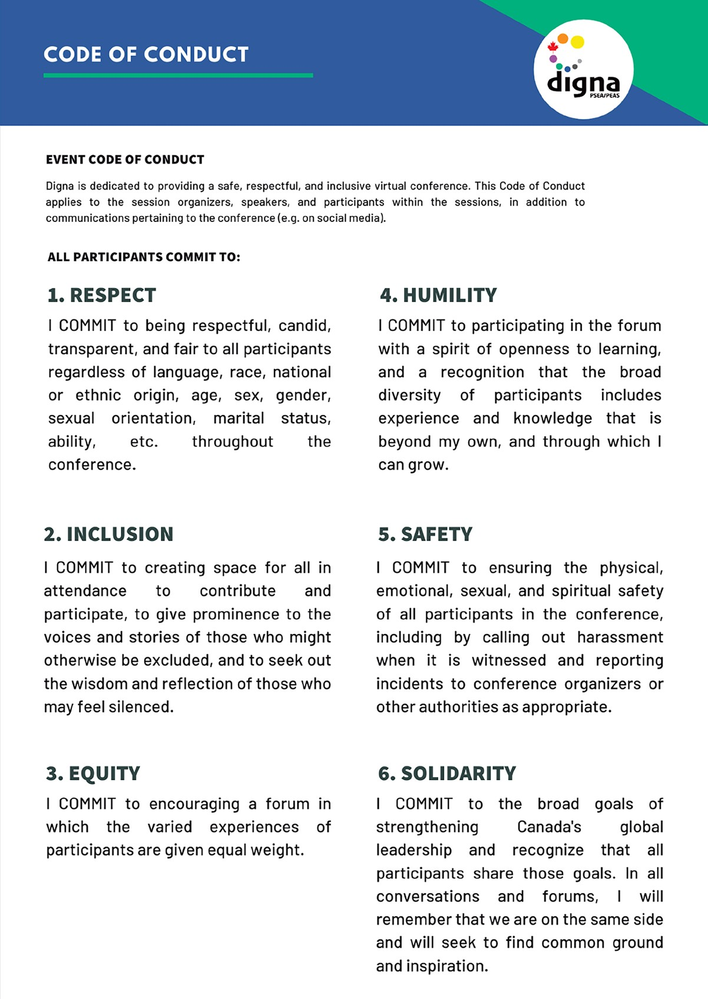 CODE OF CONDUCT
digna
PSEA/PEAS
EVENT CODE OF CONDUCT
Digna is dedicated to providing a safe, respectful, and inclusive virtual conference. This Code of Conduct
applies to the session organizers, speakers, and participants within the sessions, in addition to
communications pertaining to the conference (e.g. on social media).
ALL PARTICIPANTS COMMIT TO:
1. RESPECT
I COMMIT to being respectful, candid,
transparent, and fair to all participants
regardless of language, race, national
or ethnic origin, age, sex, gender,
sexual orientation, marital status,
ability, etc. throughout the
conference.
2. INCLUSION
I COMMIT to creating space for all in
attendance to contribute and
participate, to give prominence to the
voices and stories of those who might
otherwise be excluded, and to seek out
the wisdom and reflection of those who
may feel silenced.
3. EQUITY
I COMMIT to encouraging a forum in
which the varied experiences of
participants are given equal weight.
4. HUMILITY
I COMMIT to participating in the forum
with a spirit of openness to learning,
and a recognition that the broad
diversity of participants includes
experience and knowledge that is
beyond my own, and through which I
can grow.
5. SAFETY
I COMMIT to ensuring the physical,
emotional, sexual, and spiritual safety
of all participants in the conference,
including by calling out harassment
when it is witnessed and reporting
incidents to conference organizers or
other authorities as appropriate.
6. SOLIDARITY
I COMMIT to the broad goals of
strengthening Canada's global
leadership and recognize that all
participants share those goals. In all
conversations and forums, I will
remember that we are on the same side
and will seek to find common ground
and inspiration.